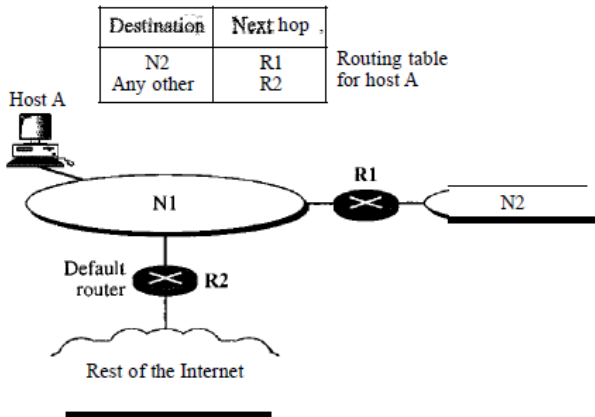 Destination Next hop
N2 R1
Any other R2
Routing table
for host A
Host A
R1
N1
N2
Default
router
R2
Rest of the Internet